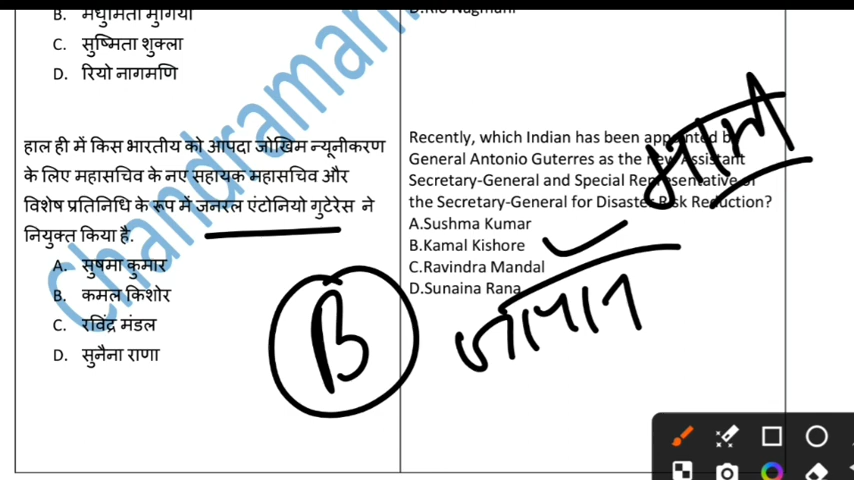 B. मधुमिता मुर्गिया
C. सुष्मिता शुक्ला
D. रियो नागमणि
हाल ही में किस भारतीय को आपदा जोखिम न्यूनीकरण
के लिए महासचिव के नए सहायक महासचिव और
विशेष प्रतिनिधि के रूप में जनरल एंटोनियो गुटेरेस ने
नियुक्त किया है.
A. सुषमा कुमार
B. कमल किशोर
C. रविंद्र मंडल
D. सुनैना राणा
B
D.Rio Nagmani
Recently, which Indian has been appointed by
General Antonio Guterres as the new Assistant
Secretary-General and Special Representative of
the Secretary-General for Disaster Risk Reduction?
A.Sushma Kumar
B.Kamal Kishore
C.Ravindra Mandal
D.Sunaina Rana
जापान